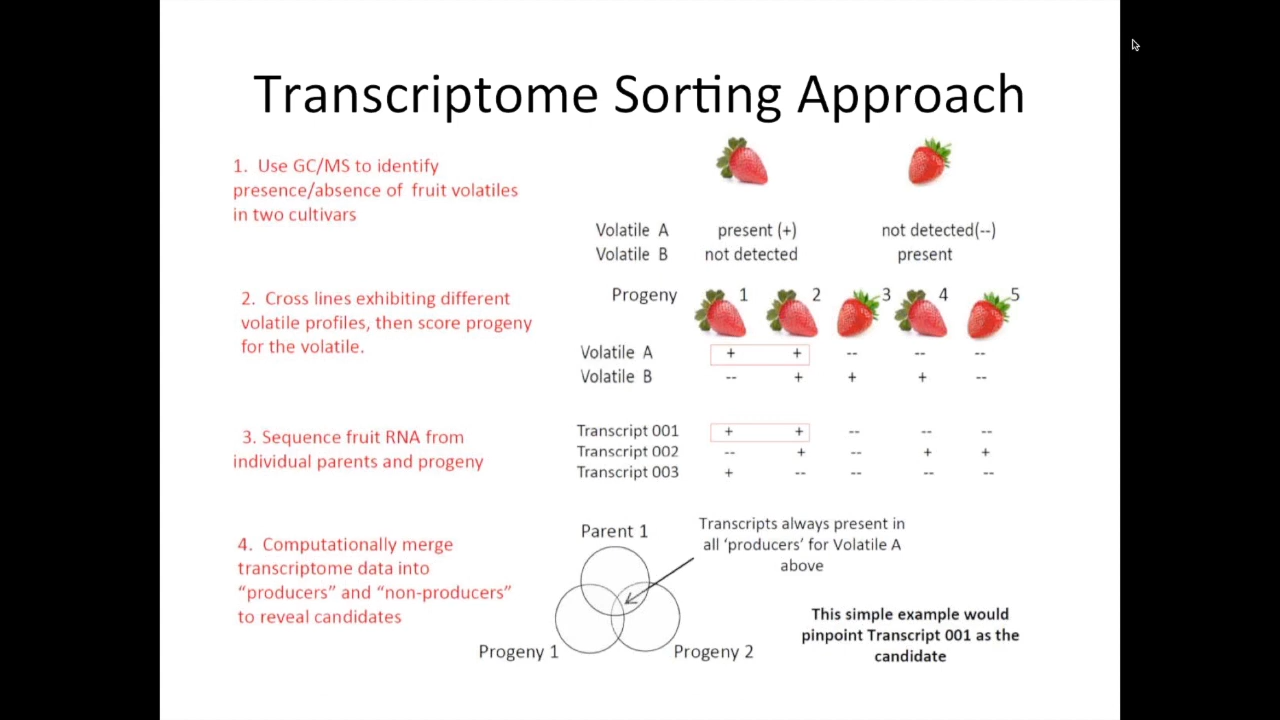 Transcriptome Sorting Approach
1.  Use GC/MS to identify
presence/absence of  fruit volatiles
in two cultivars
Volatile  A present (+) not detected(--)
Volatile  B not detected present
2.  Cross lines exhibiting different
volatile profiles, then score progeny
for the volatile.
Progeny 1 2 3 4 5
Volatile  A + + -- -- --
Volatile  B -- + + + --
3. Sequence fruit RNA from
individual parents and progeny
Transcript 001 + + -- -- --
Transcript 002 -- + -- + +
Transcript 003 + -- -- -- --
4.  Computationally merge
transcriptome data into
“producers” and “non-producers”
to reveal candidates
Parent 1
Progeny 1
Progeny 2
Transcripts always present in
all ‘producers’ for Volatile A
above
This simple example would
pinpoint Transcript 001 as the
candidate